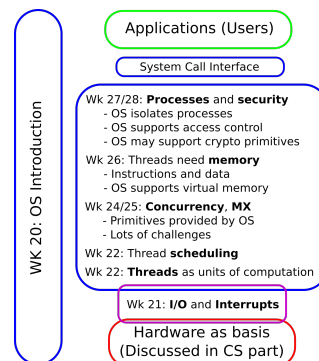 WK 20: OS Introduction
Applications (Users)
System Call Interface
Wk 27/28: Processes and security
- OS isolates processes
- OS supports access control
- OS may support crypto primitives
Wk 26: Threads need memory
- Instructions and data
- OS supports virtual memory
Wk 24/25: Concurrency, MX
- Primitives provided by OS
- Lots of challenges
Wk 22: Thread scheduling
Wk 22: Threads as units of computation
Wk 21: I/O and Interrupts
Hardware as basis
(Discussed in CS part)